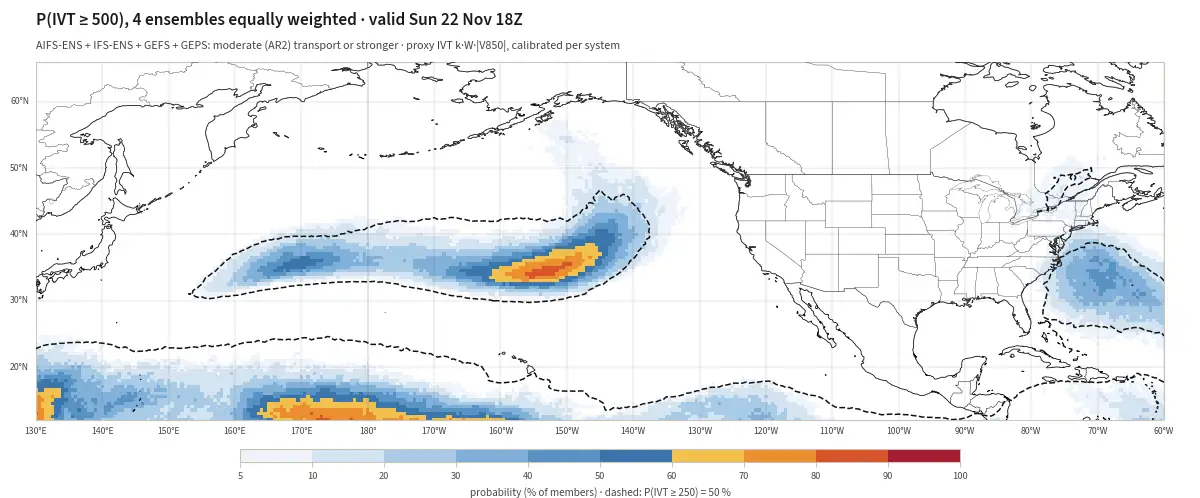 P(IVT ≥ 500), 4 ensembles equally weighted · valid Sun 22 Nov 18Z
AIFS-ENS + IFS-ENS + GEFS + GEPS: moderate (AR2) transport or stronger · proxy IVT k·W·|V850|, calibrated per system
60°N
50°N
40°N
30°N
20°N
130°E 140°E 150°E 160°E 170°E 180° 170°W 160°W 150°W 140°W 130°W 120°W 110°W 100°W 90°W 80°W 70°W 60°W
5 10 20 30 40 50 60 70 80 90 100
probability (% of members) · dashed: P(IVT ≥ 250) = 50 %